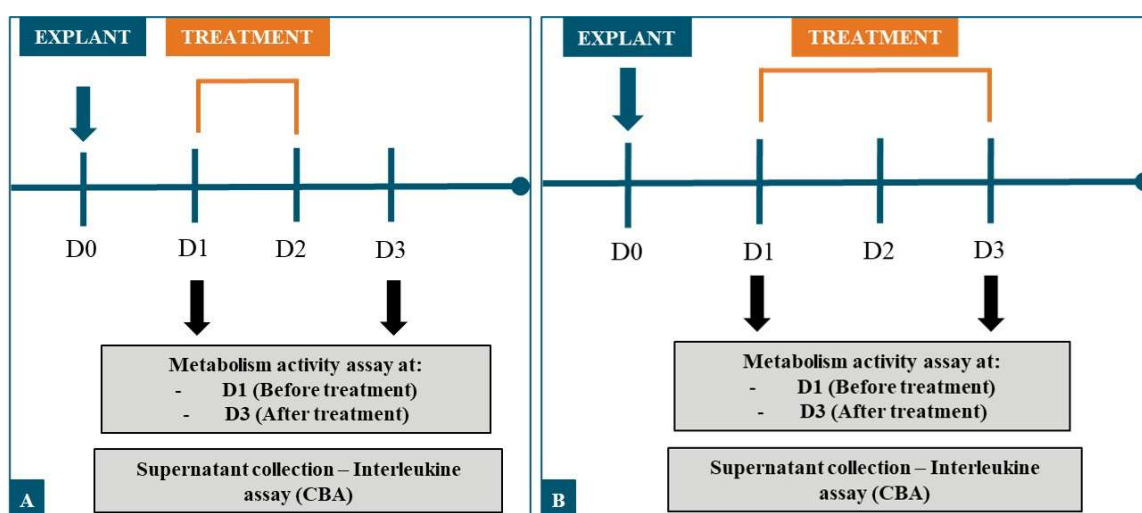 EXPLANT TREATMENT
D0 D1 D2 D3
Metabolism activity assay at:
- D1 (Before treatment)
- D3 (After treatment)
Supernatant collection – Interleukine
assay (CBA)
A
EXPLANT TREATMENT
D0 D1 D2 D3
Metabolism activity assay at:
- D1 (Before treatment)
- D3 (After treatment)
Supernatant collection – Interleukine
assay (CBA)
B